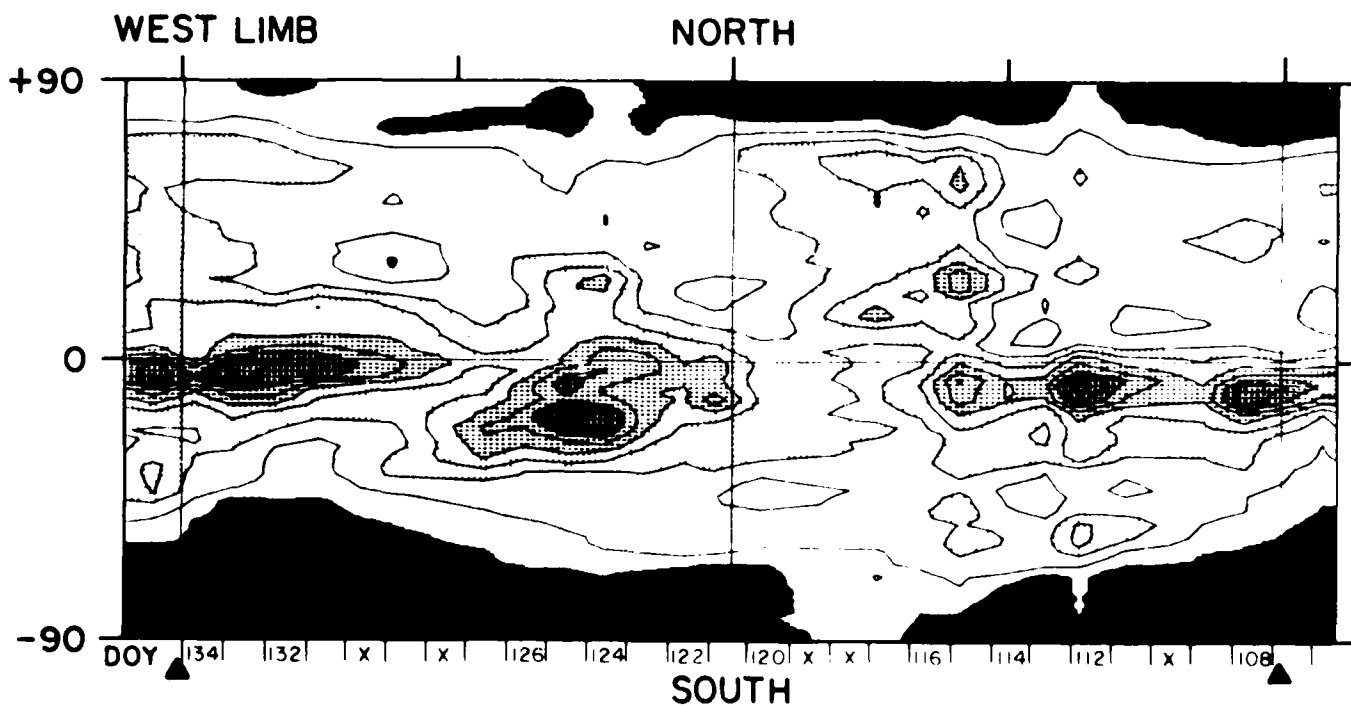 WEST LIMB NORTH
+90
0
-90
DOY 134 132 X X 126 124 122 120 X X 116 114 112 X 108
SOUTH